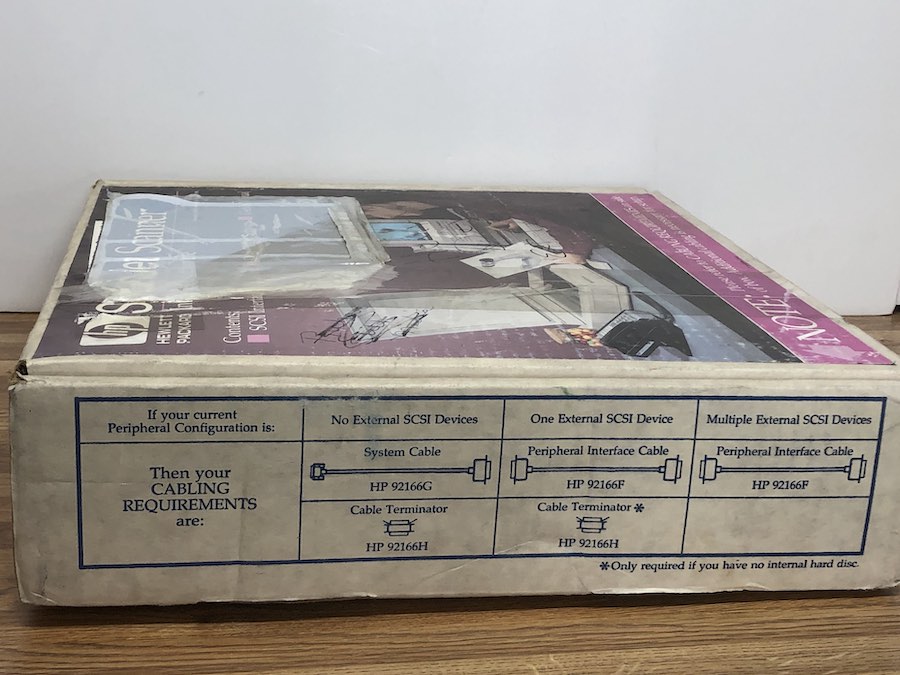 hp
HEWLETT
PACKARD
Scanner
Contents:
SCSI
NOTE:
If your current
Peripheral Configuration is:
No External SCSI Devices
One External SCSI Device
Multiple External SCSI Devices
Then your
CABLING
REQUIREMENTS
are:
System Cable
HP 92166G
Peripheral Interface Cable
HP 92166F
Peripheral Interface Cable
HP 92166F
Cable Terminator
HP 92166H
Cable Terminator*
HP 92166H
*Only required if you have no internal hard disc.